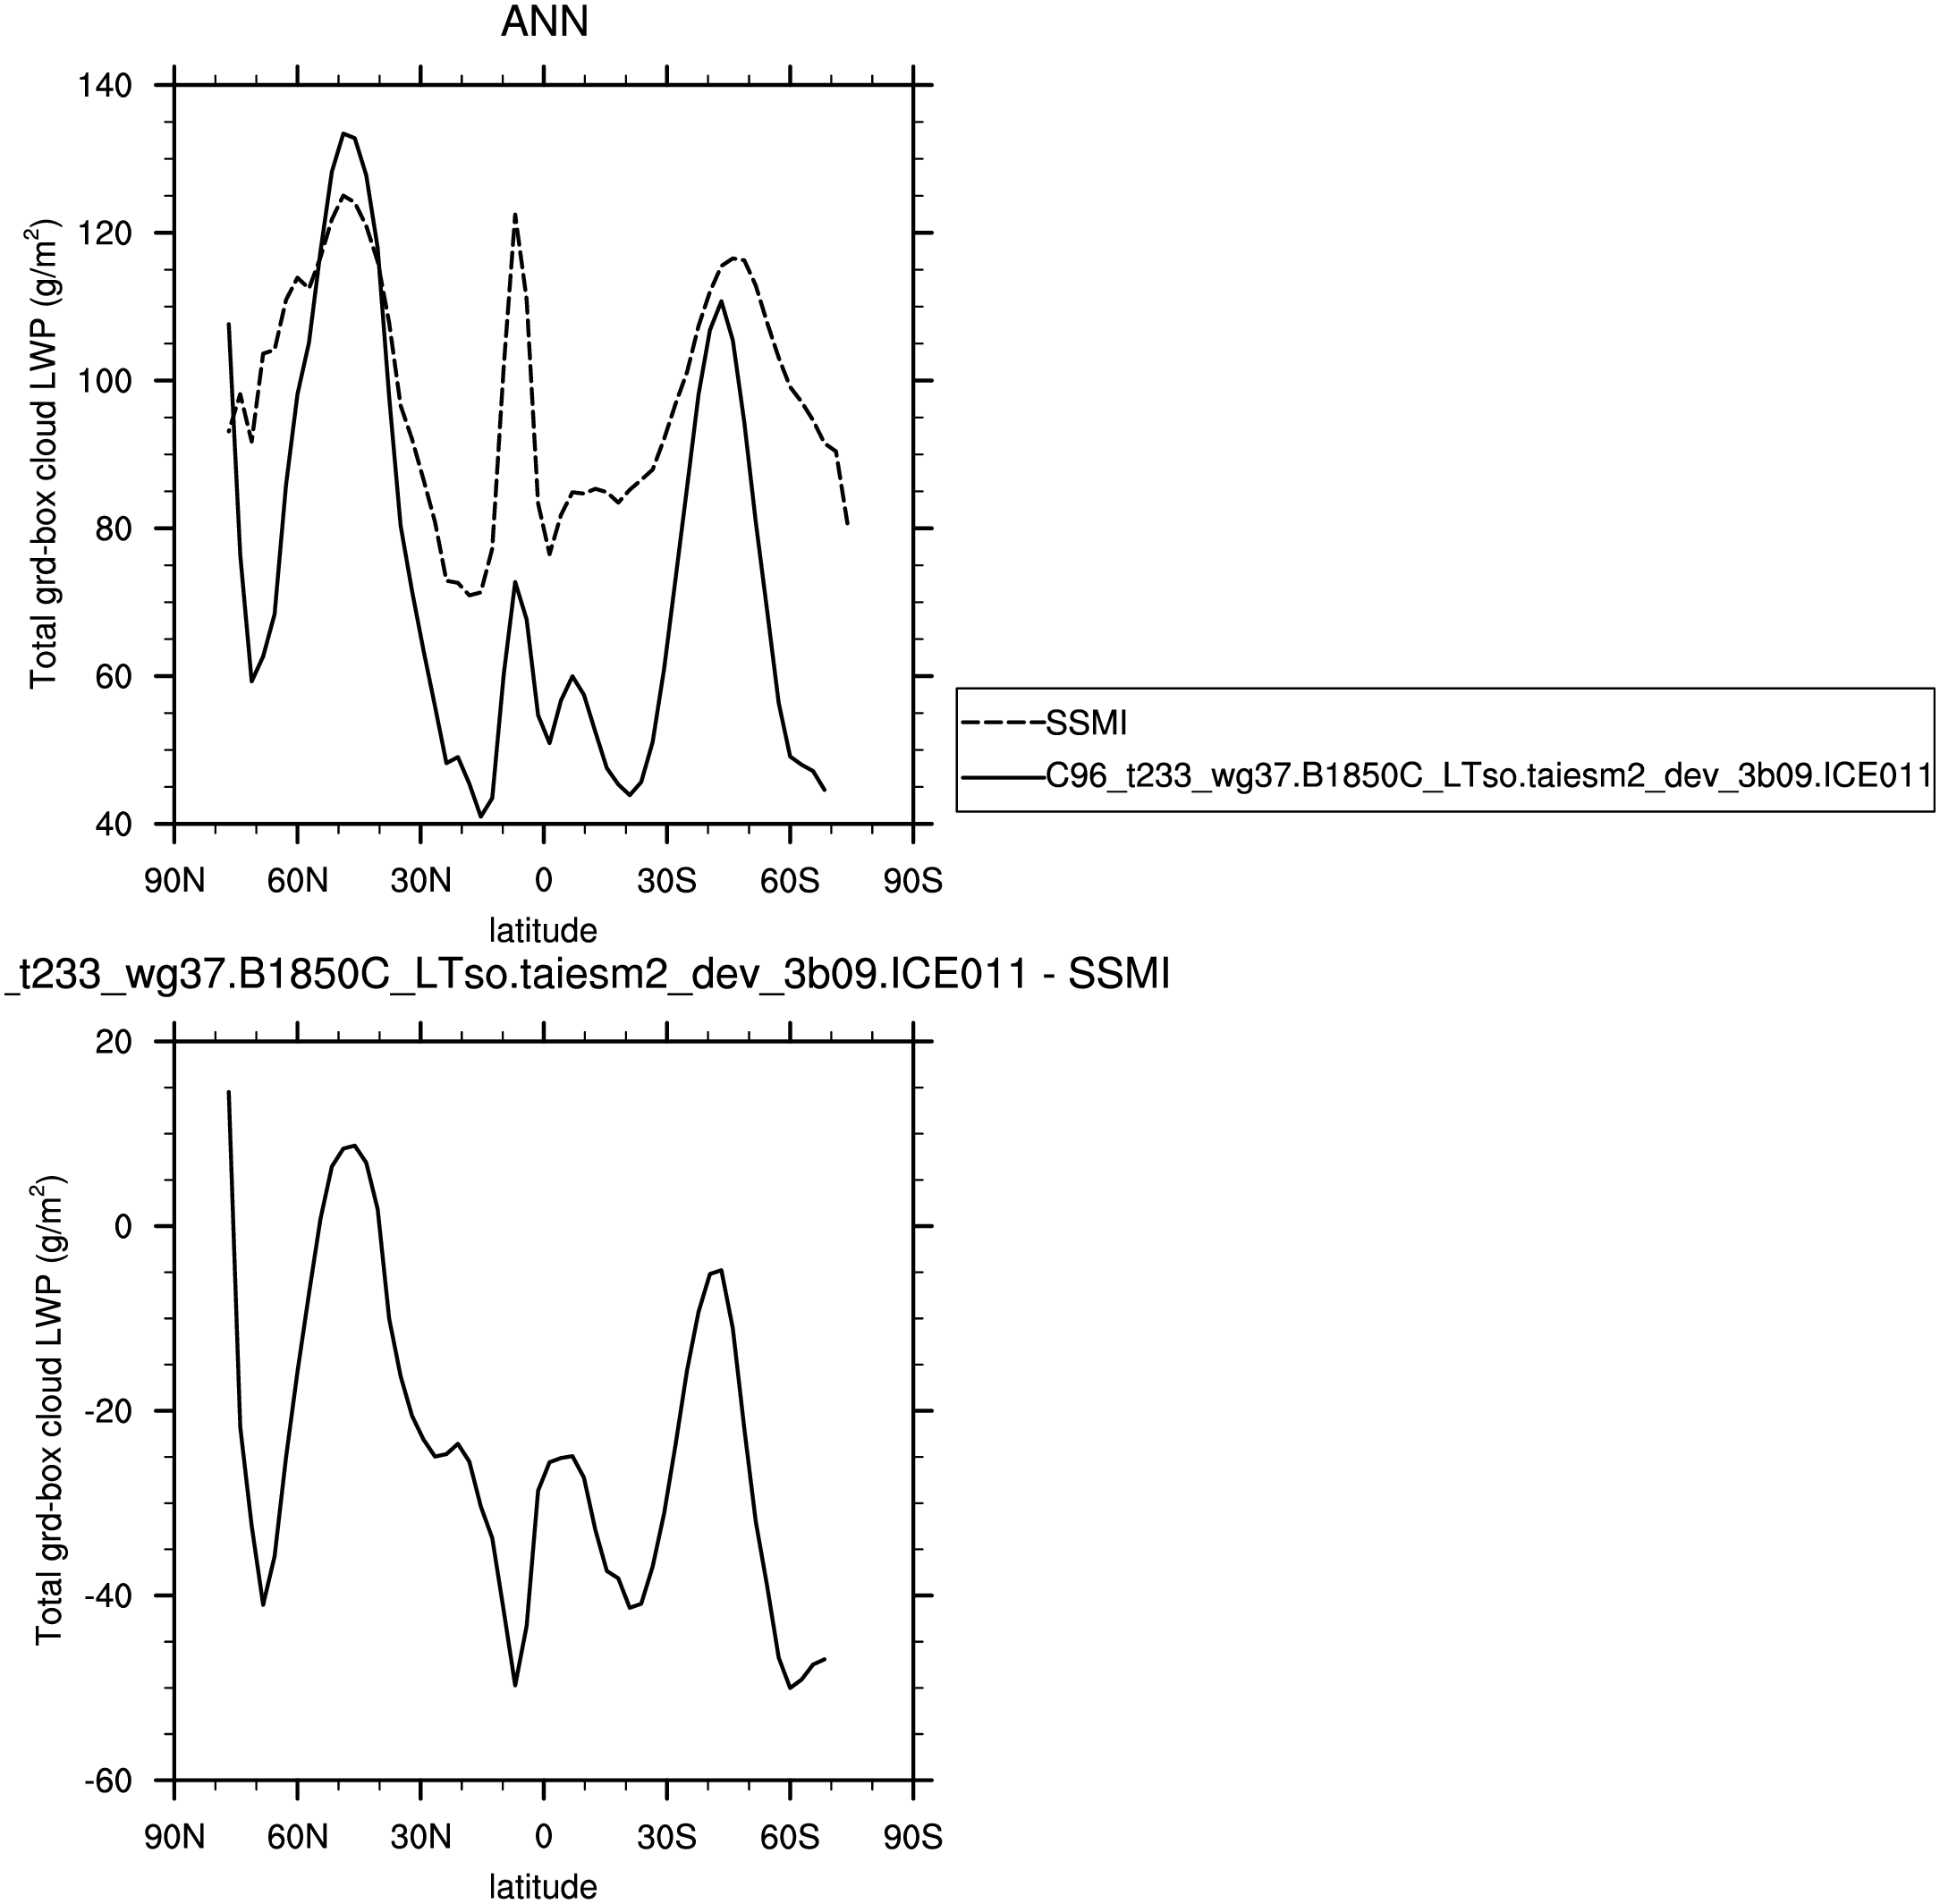 ANN
Total grd-box cloud LWP (g/m²)
140
120
100
80
60
40
90N 60N 30N 0 30S 60S 90S
latitude
SSMI
C96_t233_wg37.B1850C_LTso.taiesm2_dev_3b09.ICE011
_t233_wg37.B1850C_LTso.taiesm2_dev_3b09.ICE011 - SSMI
Total grd-box cloud LWP (g/m²)
20
0
-20
-40
-60
90N 60N 30N 0 30S 60S 90S
latitude